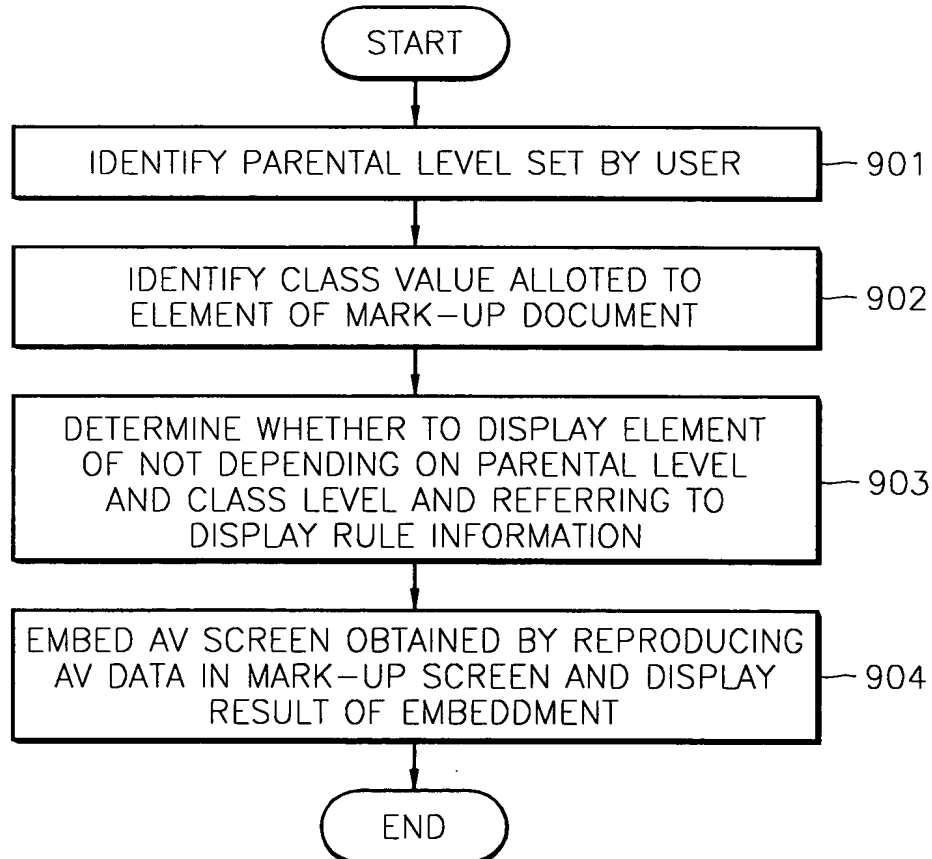 START
IDENTIFY PARENTAL LEVEL SET BY USER
901
IDENTIFY CLASS VALUE ALLOTED TO
ELEMENT OF MARK-UP DOCUMENT
902
DETERMINE WHETHER TO DISPLAY ELEMENT
OF NOT DEPENDING ON PARENTAL LEVEL
AND CLASS LEVEL AND REFERRING TO
DISPLAY RULE INFORMATION
903
EMBED AV SCREEN OBTAINED BY REPRODUCING
AV DATA IN MARK-UP SCREEN AND DISPLAY
RESULT OF EMBEDDMENT
904
END